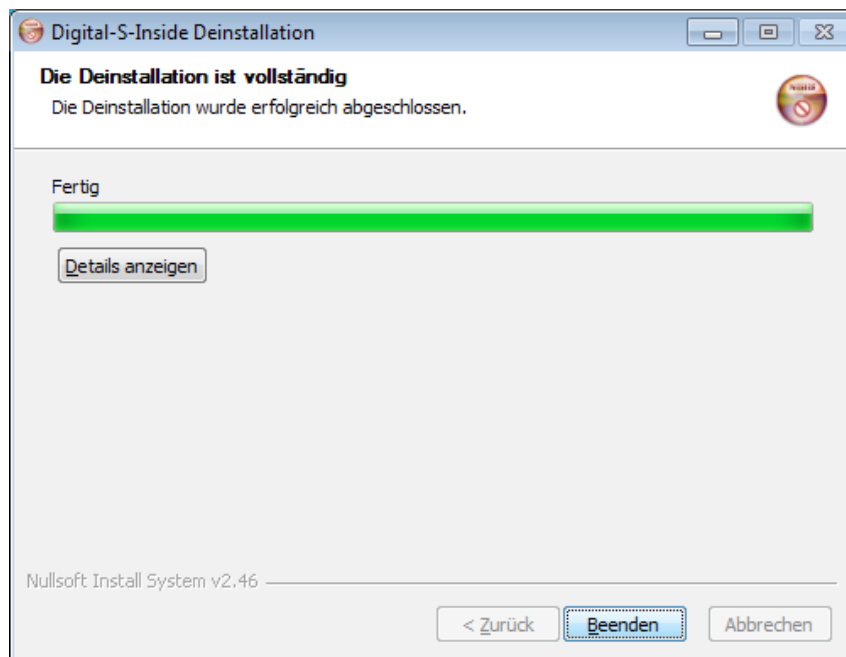 Digital-S-Inside Deinstallation
Die Deinstallation ist vollständig
Die Deinstallation wurde erfolgreich abgeschlossen.
Fertig
Details anzeigen
Nullsoft Install System v2.46
< Zurück
Beenden
Abbrechen